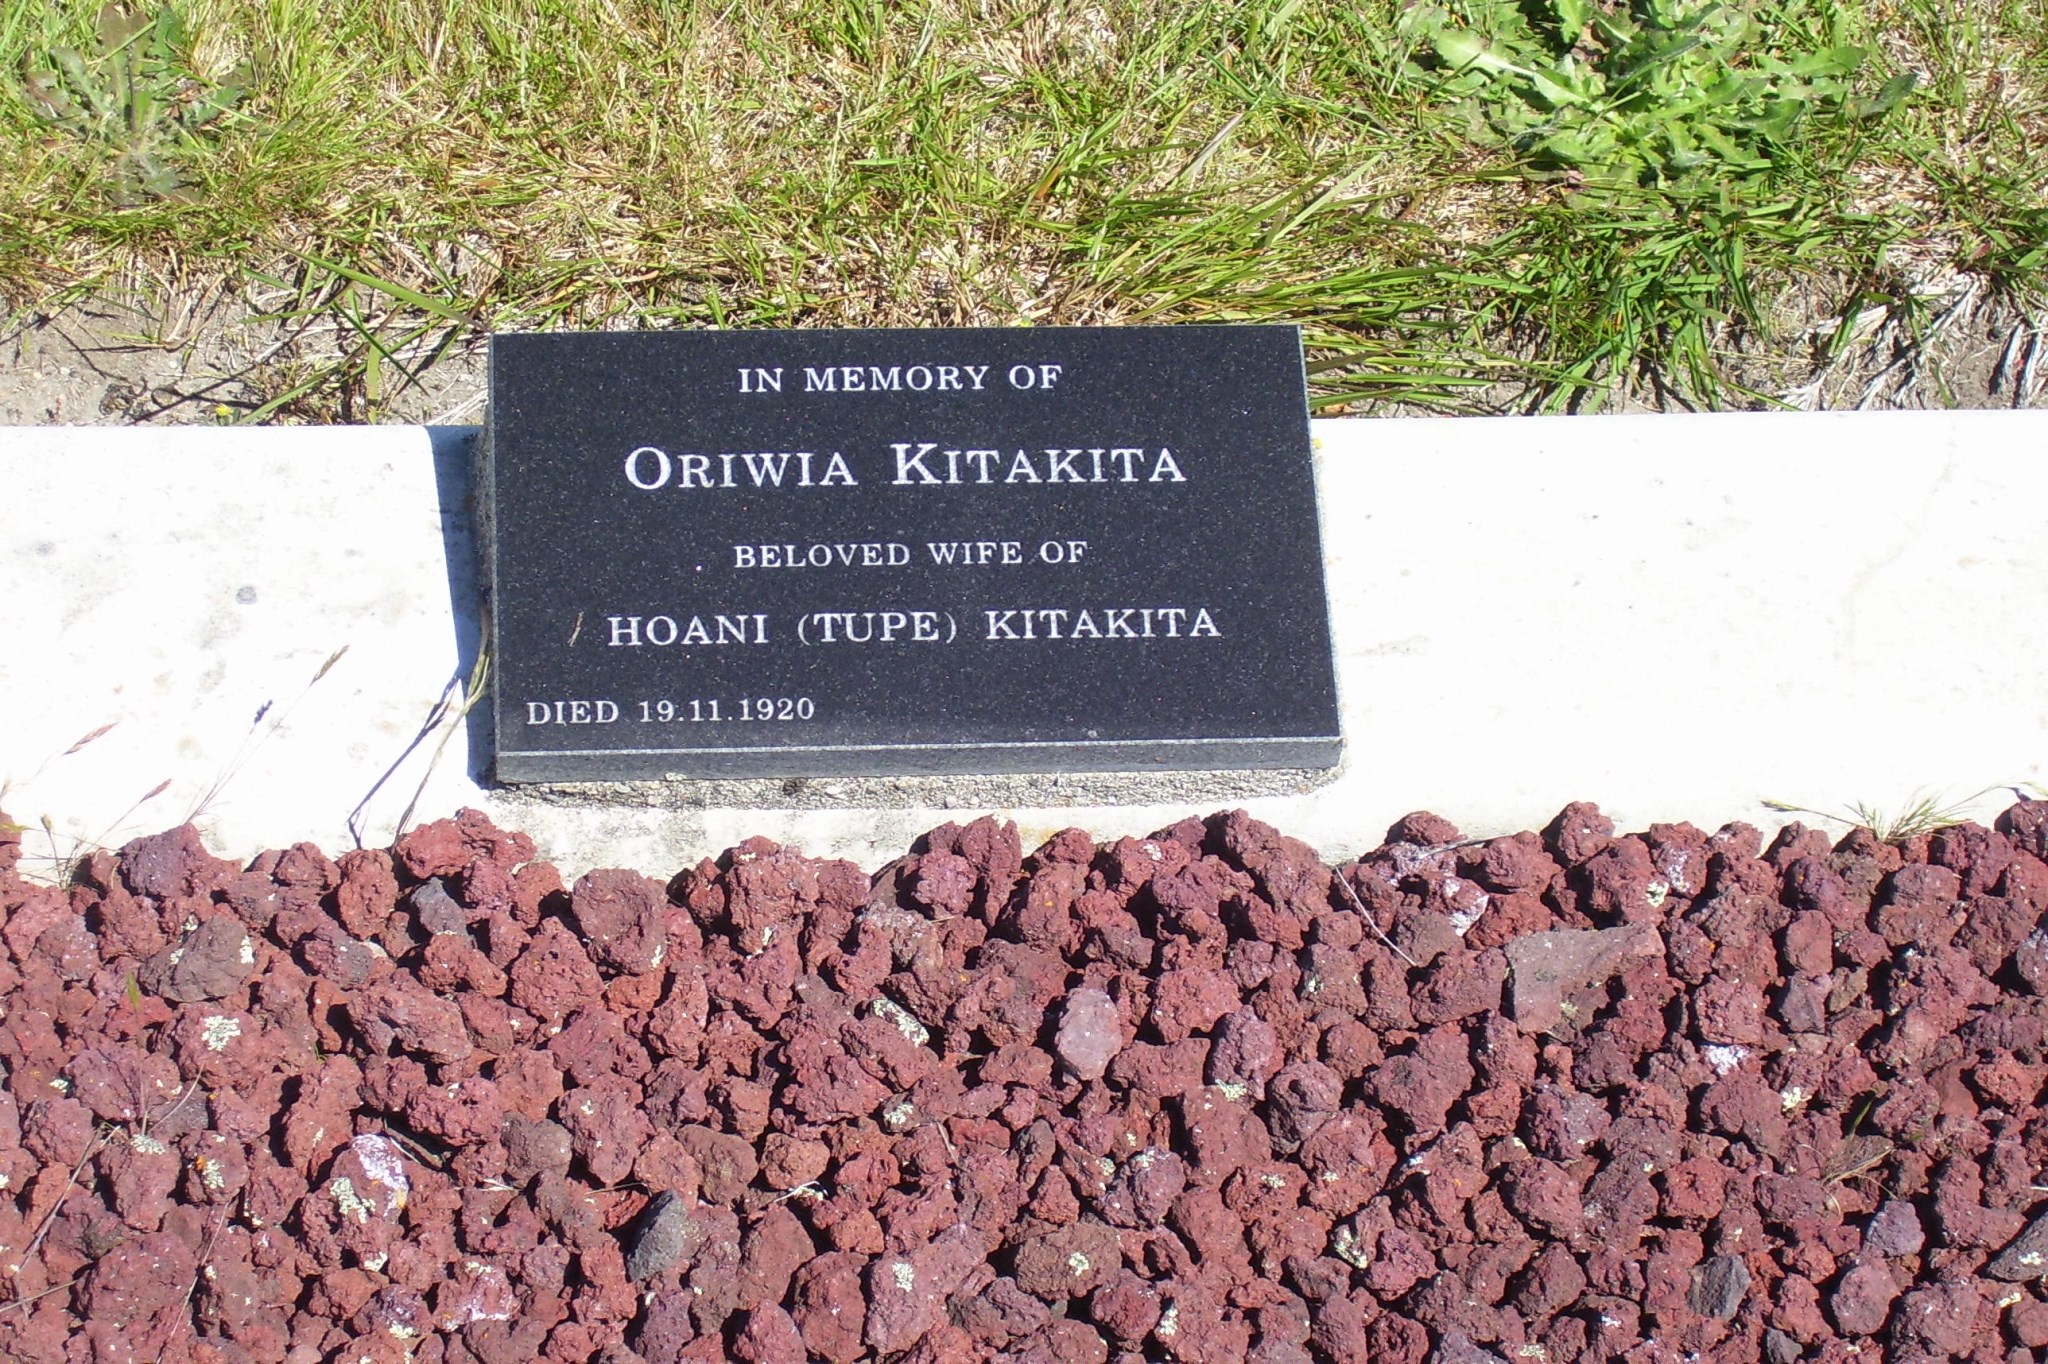 IN MEMORY OF
ORIWIA KITAKITA
BELOVED WIFE OF
HOANI (TUPE) KITAKITA
DIED 19.11.1920